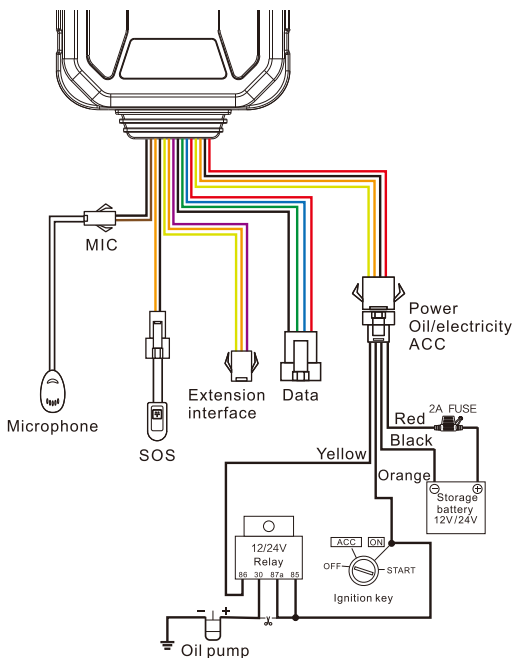 MIC
Microphone
SOS
Extension
interface
Data
Power
Oil/electricity
ACC
Red
2A FUSE
Black
Yellow
Orange
Storage
battery
12V/24V
12/24V
Relay
86 30 87a 85
ACC
ON
OFF
START
Ignition key
Oil pump